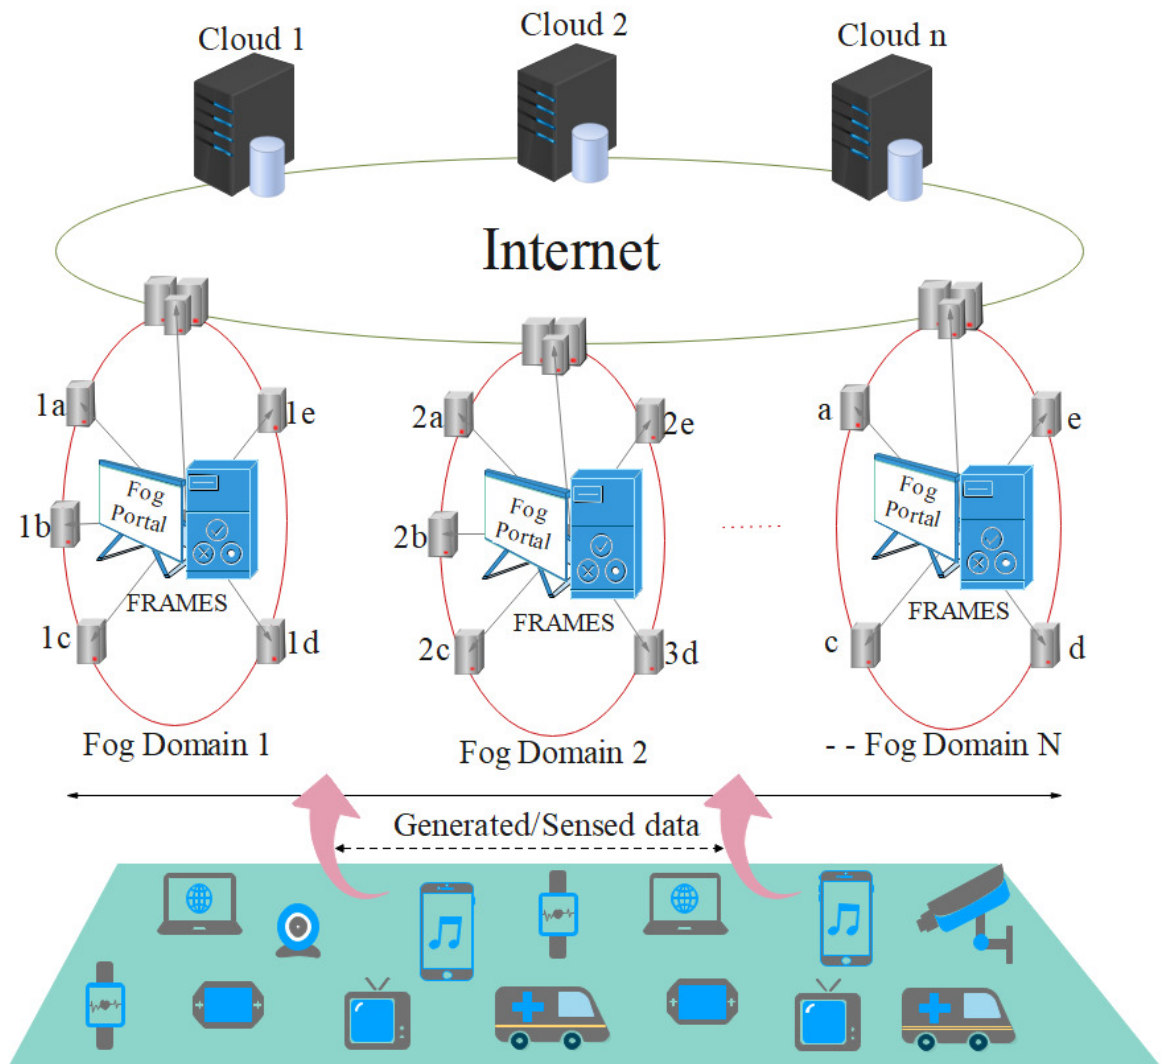 Cloud 1
Cloud 2
Cloud n
Internet
1a
1e
2a
2e
a
e
Fog
Portal
Fog
Portal
Fog
Portal
1b
2b
......
FRAMES
FRAMES
FRAMES
1c
1d
2c
3d
c
d
Fog Domain 1
Fog Domain 2
- - Fog Domain N
Generated/Sensed data